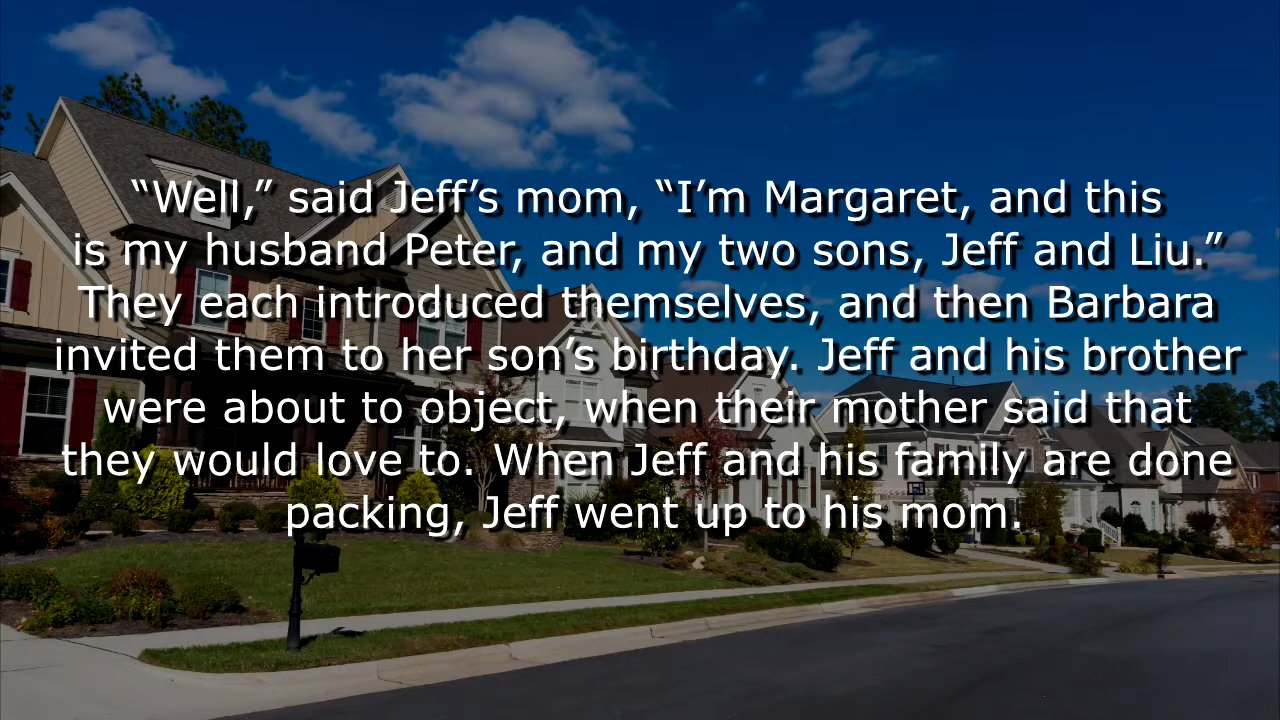 “Well,” said Jeff’s mom, “I’m Margaret, and this
is my husband Peter, and my two sons, Jeff and Liu.”
They each introduced themselves, and then Barbara
invited them to her son’s birthday. Jeff and his brother
were about to object, when their mother said that
they would love to. When Jeff and his family are done
packing, Jeff went up to his mom.